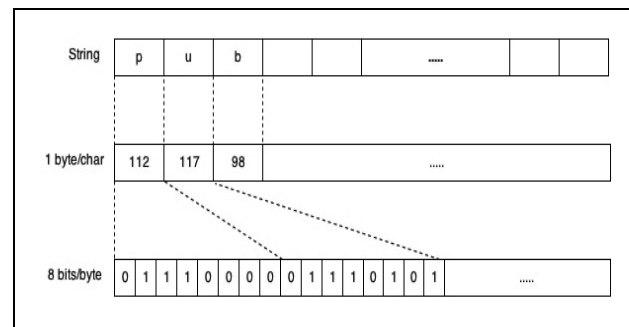 String p u b .....
1 byte/char 112 117 98 .....
8 bits/byte 0 1 1 1 0 0 0 0 0 1 1 1 0 1 0 1 .....